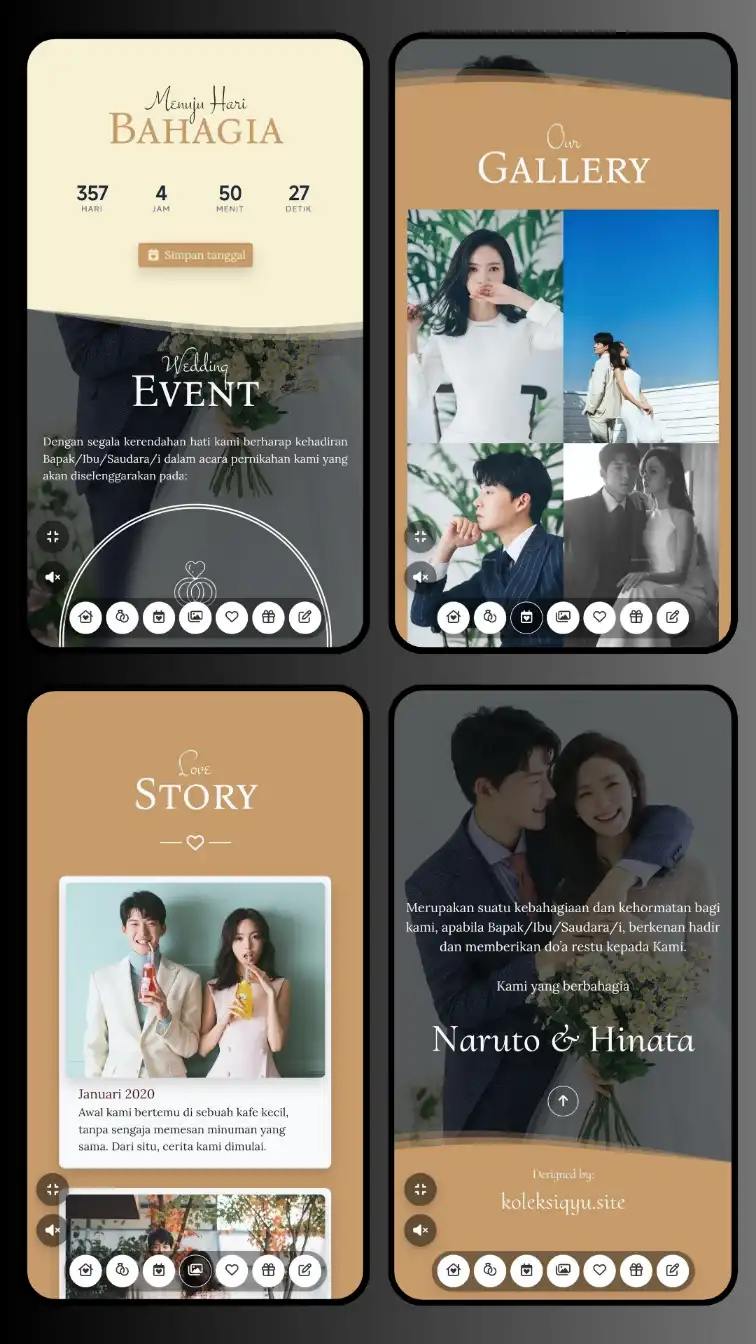 Menuju Hari
BAHAGIA
357
HARI
4
JAM
50
MENIT
27
DETIK
Simpan tanggal
Wedding
EVENT
Dengan segala kerendahan hati kami berharap kehadiran
Bapak/Ibu/Saudara/i dalam acara pernikahan kami yang
akan diselenggarakan pada:
Our
GALLERY
Love
STORY
Januari 2020
Awal kami bertemu di sebuah kafe kecil,
tanpa sengaja memesan minuman yang
sama. Dari situ, cerita kami dimulai.
Merupakan suatu kebahagiaan dan kehormatan bagi
kami, apabila Bapak/Ibu/Saudara/i, berkenan hadir
dan memberikan do'a restu kepada Kami.
Kami yang berbahagia
Naruto & Hinata
Designed by:
koleksiqyu.site